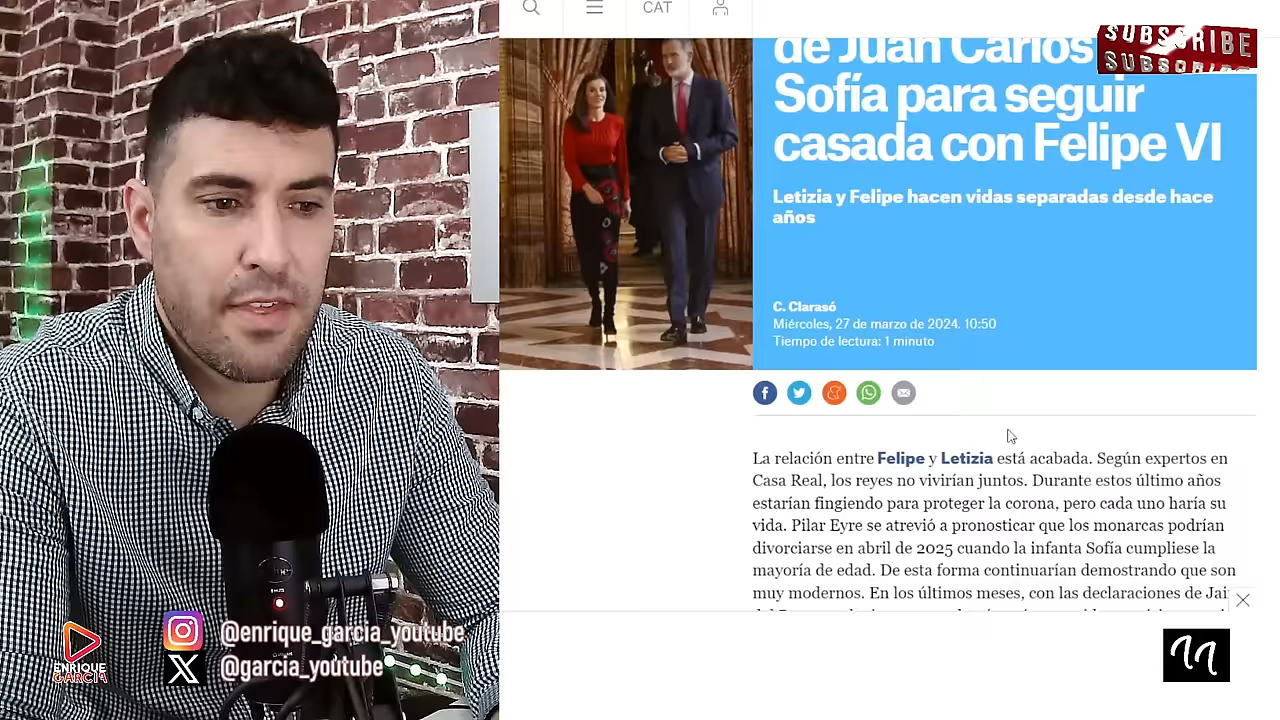 CAT
SUBSCRIBE
SUBSCRIBE
de Juan Carlos
Sofía para seguir
casada con Felipe VI
Letizia y Felipe hacen vidas separadas desde hace
años
C. Clarasó
Miércoles, 27 de marzo de 2024. 10:50
Tiempo de lectura: 1 minuto
La relación entre Felipe y Letizia está acabada. Según expertos en
Casa Real, los reyes no vivirían juntos. Durante estos último años
estarían fingiendo para proteger la corona, pero cada uno haría su
vida. Pilar Eyre se atrevió a pronosticar que los monarcas podrían
divorciarse en abril de 2025 cuando la infanta Sofía cumpliese la
mayoría de edad. De esta forma continuarían demostrando que son
muy modernos. En los últimos meses, con las declaraciones de
@enrique_garcia_youtube
@garcia_youtube
ENRIQUE
GARCIA